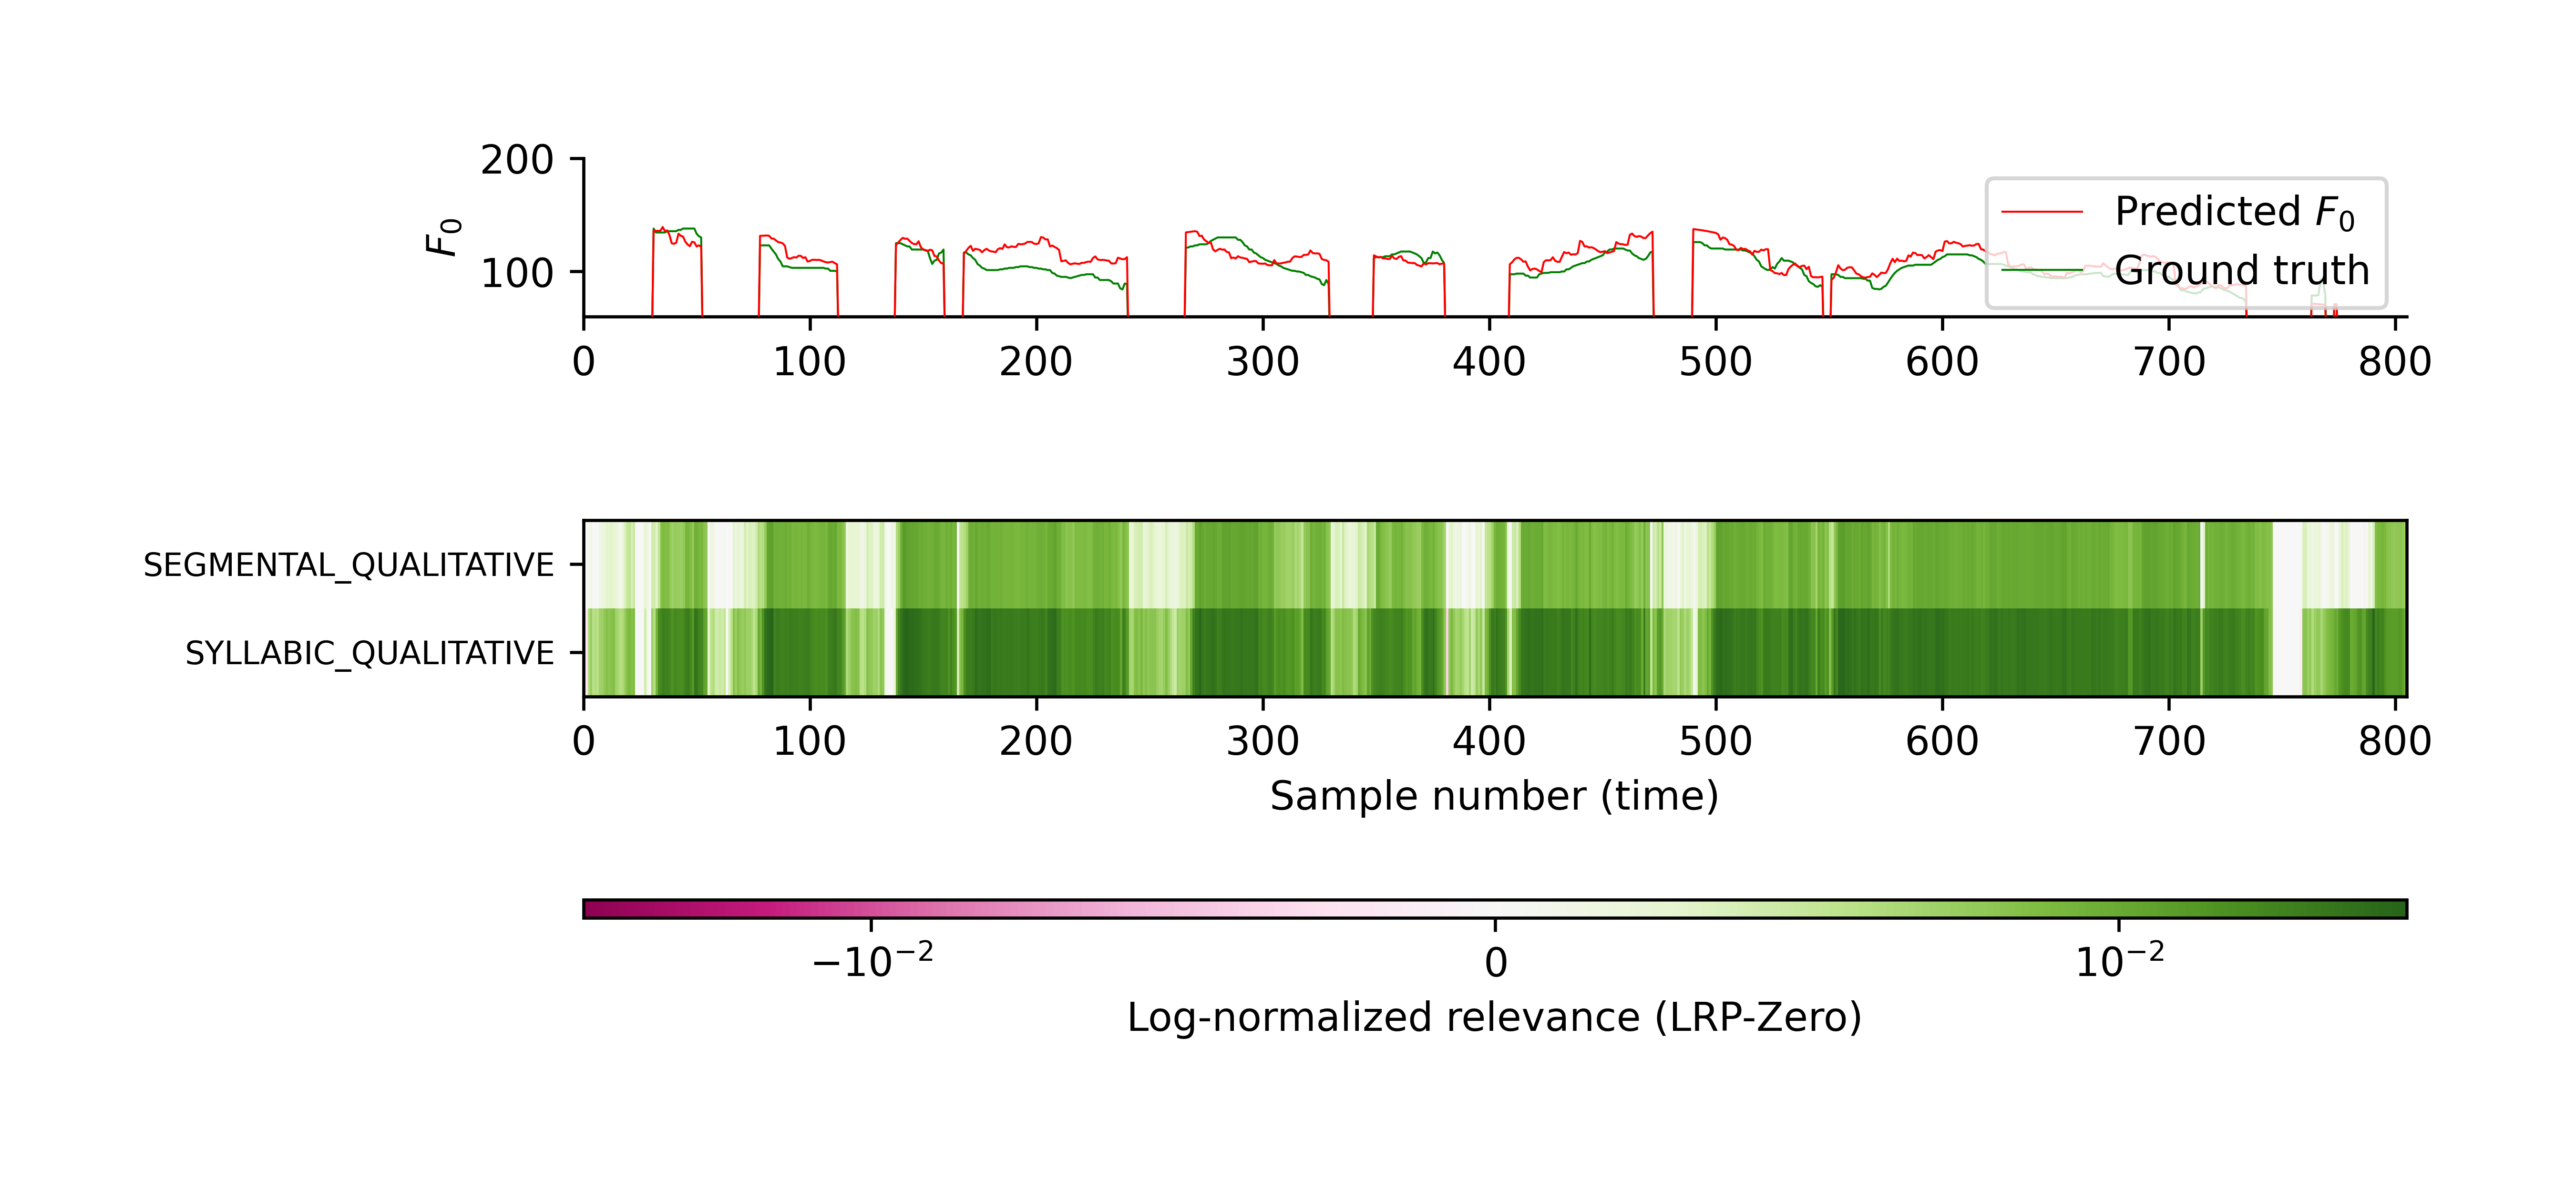 200
100
F0
Predicted F0
Ground truth
0 100 200 300 400 500 600 700 800
SEGMENTAL_QUALITATIVE
SYLLABIC_QUALITATIVE
0 100 200 300 400 500 600 700 800
Sample number (time)
−10−2 0 10−2
Log-normalized relevance (LRP-Zero)